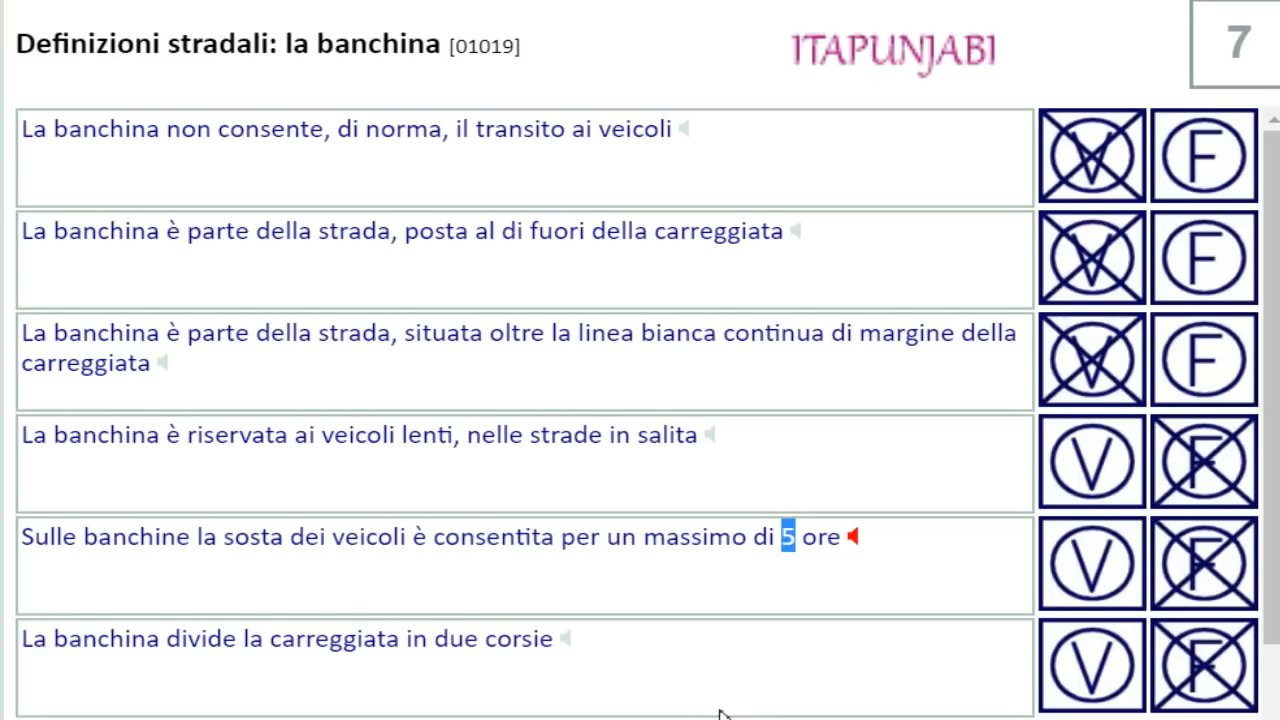 Definizioni stradali: la banchina [01019]
ITAPUNJABI
7
La banchina non consente, di norma, il transito ai veicoli
V F
La banchina è parte della strada, posta al di fuori della carreggiata
V F
La banchina è parte della strada, situata oltre la linea bianca continua di margine della
carreggiata
V F
La banchina è riservata ai veicoli lenti, nelle strade in salita
V F
Sulle banchine la sosta dei veicoli è consentita per un massimo di 5 ore
V F
La banchina divide la carreggiata in due corsie
V F